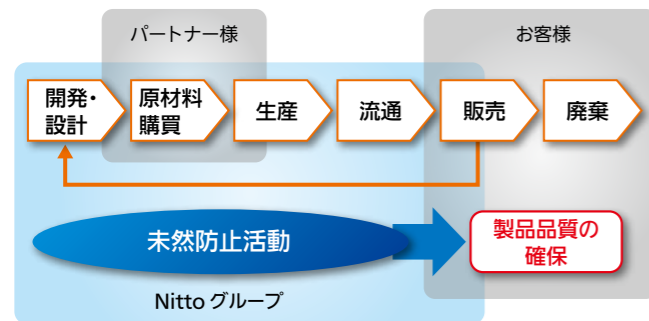 パートナー様
お客様
開発・
設計
原材料
購買
生産
流通
販売
廃棄
未然防止活動
製品品質の
確保
Nitto グループ